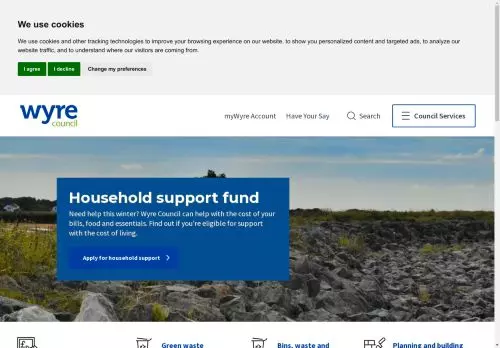 We use cookies
We use cookies and other tracking technologies to improve your browsing experience on our website, to show you personalized content and targeted ads, to analyze our
website traffic, and to understand where our visitors are coming from.
I agree
I decline
Change my preferences
wyre
council
myWyre Account
Have Your Say
Search
Council Services
Household support fund
Need help this winter? Wyre Council can help with the cost of your
bills, food and essentials. Find out if you're eligible for support
with the cost of living.
Apply for household support
Green waste
Bins, waste and
Planning and building